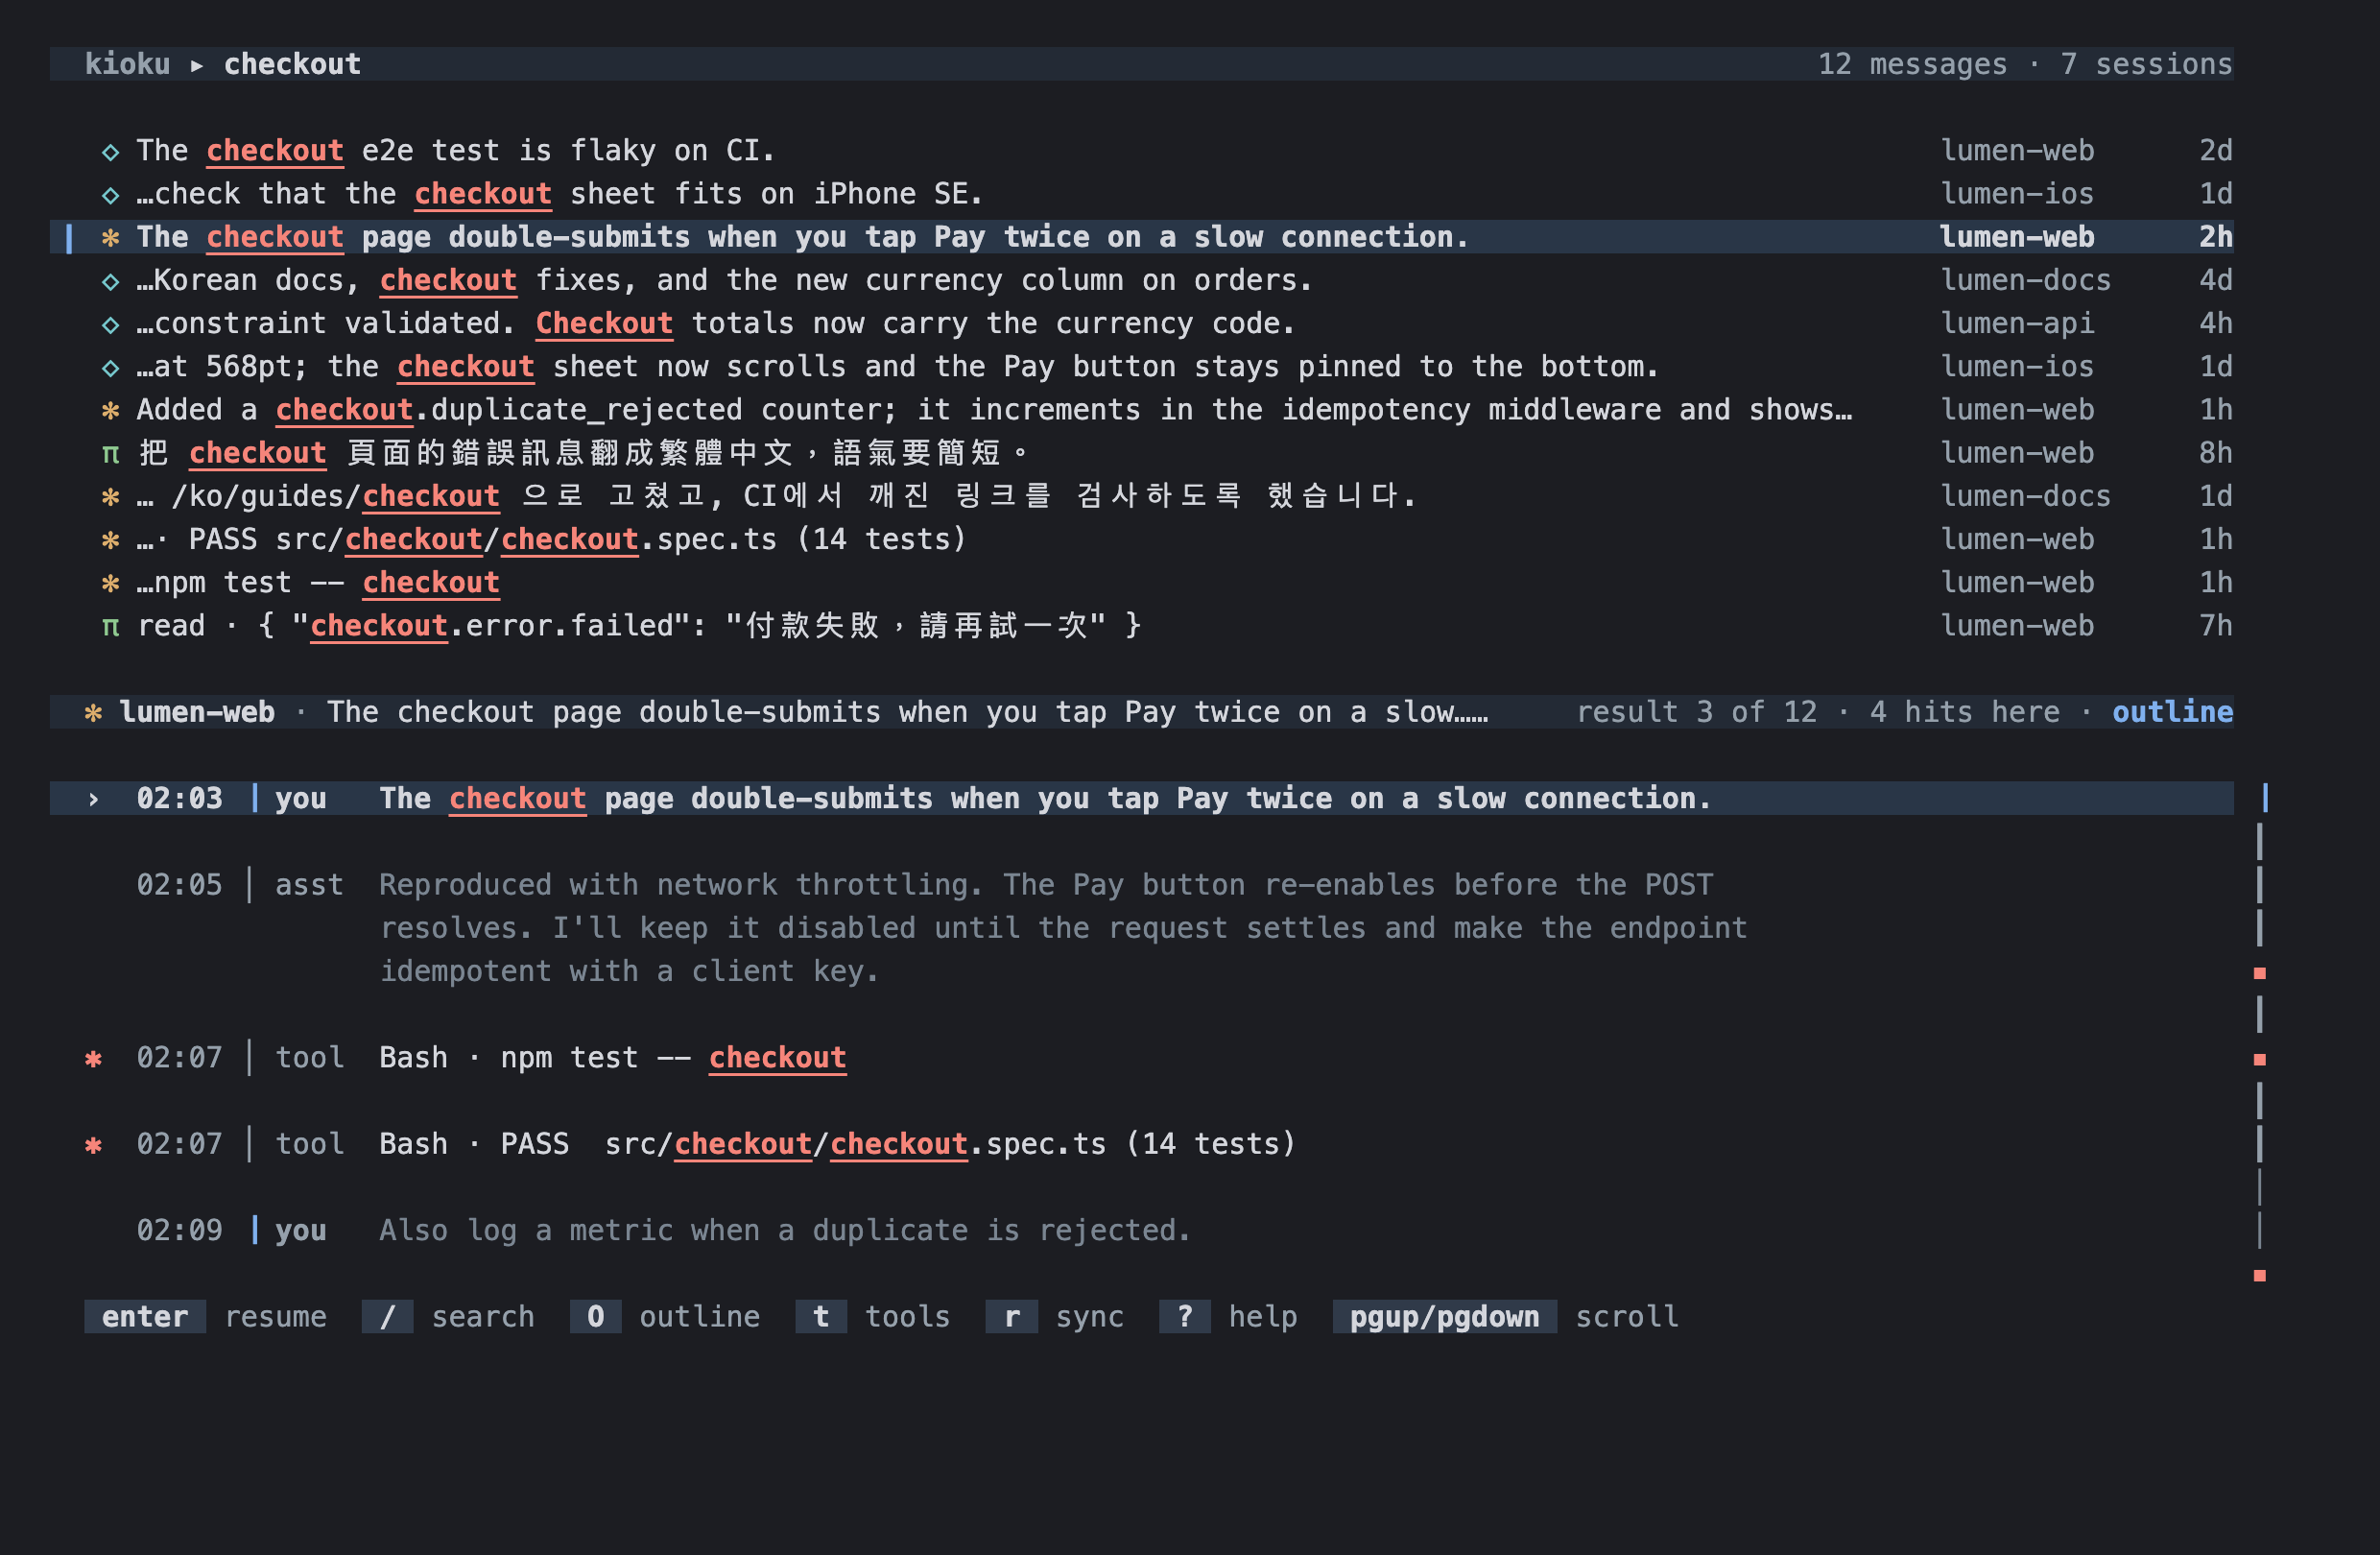 kioku ▸ checkout 12 messages · 7 sessions
◇ The checkout e2e test is flaky on CI. lumen-web 2d
◇ …check that the checkout sheet fits on iPhone SE. lumen-ios 1d
✻ The checkout page double-submits when you tap Pay twice on a slow connection. lumen-web 2h
◇ …Korean docs, checkout fixes, and the new currency column on orders. lumen-docs 4d
◇ …constraint validated. Checkout totals now carry the currency code. lumen-api 4h
◇ …at 568pt; the checkout sheet now scrolls and the Pay button stays pinned to the bottom. lumen-ios 1d
✻ Added a checkout.duplicate_rejected counter; it increments in the idempotency middleware and shows… lumen-web 1h
π 把 checkout 頁面的錯誤訊息翻成繁體中文，語氣要簡短。 lumen-web 8h
✻ … /ko/guides/checkout 으로 고쳤고, CI에서 깨진 링크를 검사하도록 했습니다. lumen-docs 1d
✻ …· PASS src/checkout/checkout.spec.ts (14 tests) lumen-web 1h
✻ …npm test -- checkout lumen-web 1h
π read · { "checkout.error.failed": "付款失敗，請再試一次" } lumen-web 7h
✻ lumen-web · The checkout page double-submits when you tap Pay twice on a slow…… result 3 of 12 · 4 hits here · outline
› 02:03 you The checkout page double-submits when you tap Pay twice on a slow connection.
02:05 asst Reproduced with network throttling. The Pay button re-enables before the POST
resolves. I'll keep it disabled until the request settles and make the endpoint
idempotent with a client key.
✱ 02:07 tool Bash · npm test -- checkout
✱ 02:07 tool Bash · PASS src/checkout/checkout.spec.ts (14 tests)
02:09 you Also log a metric when a duplicate is rejected.
enter resume / search O outline t tools r sync ? help pgup/pgdown scroll